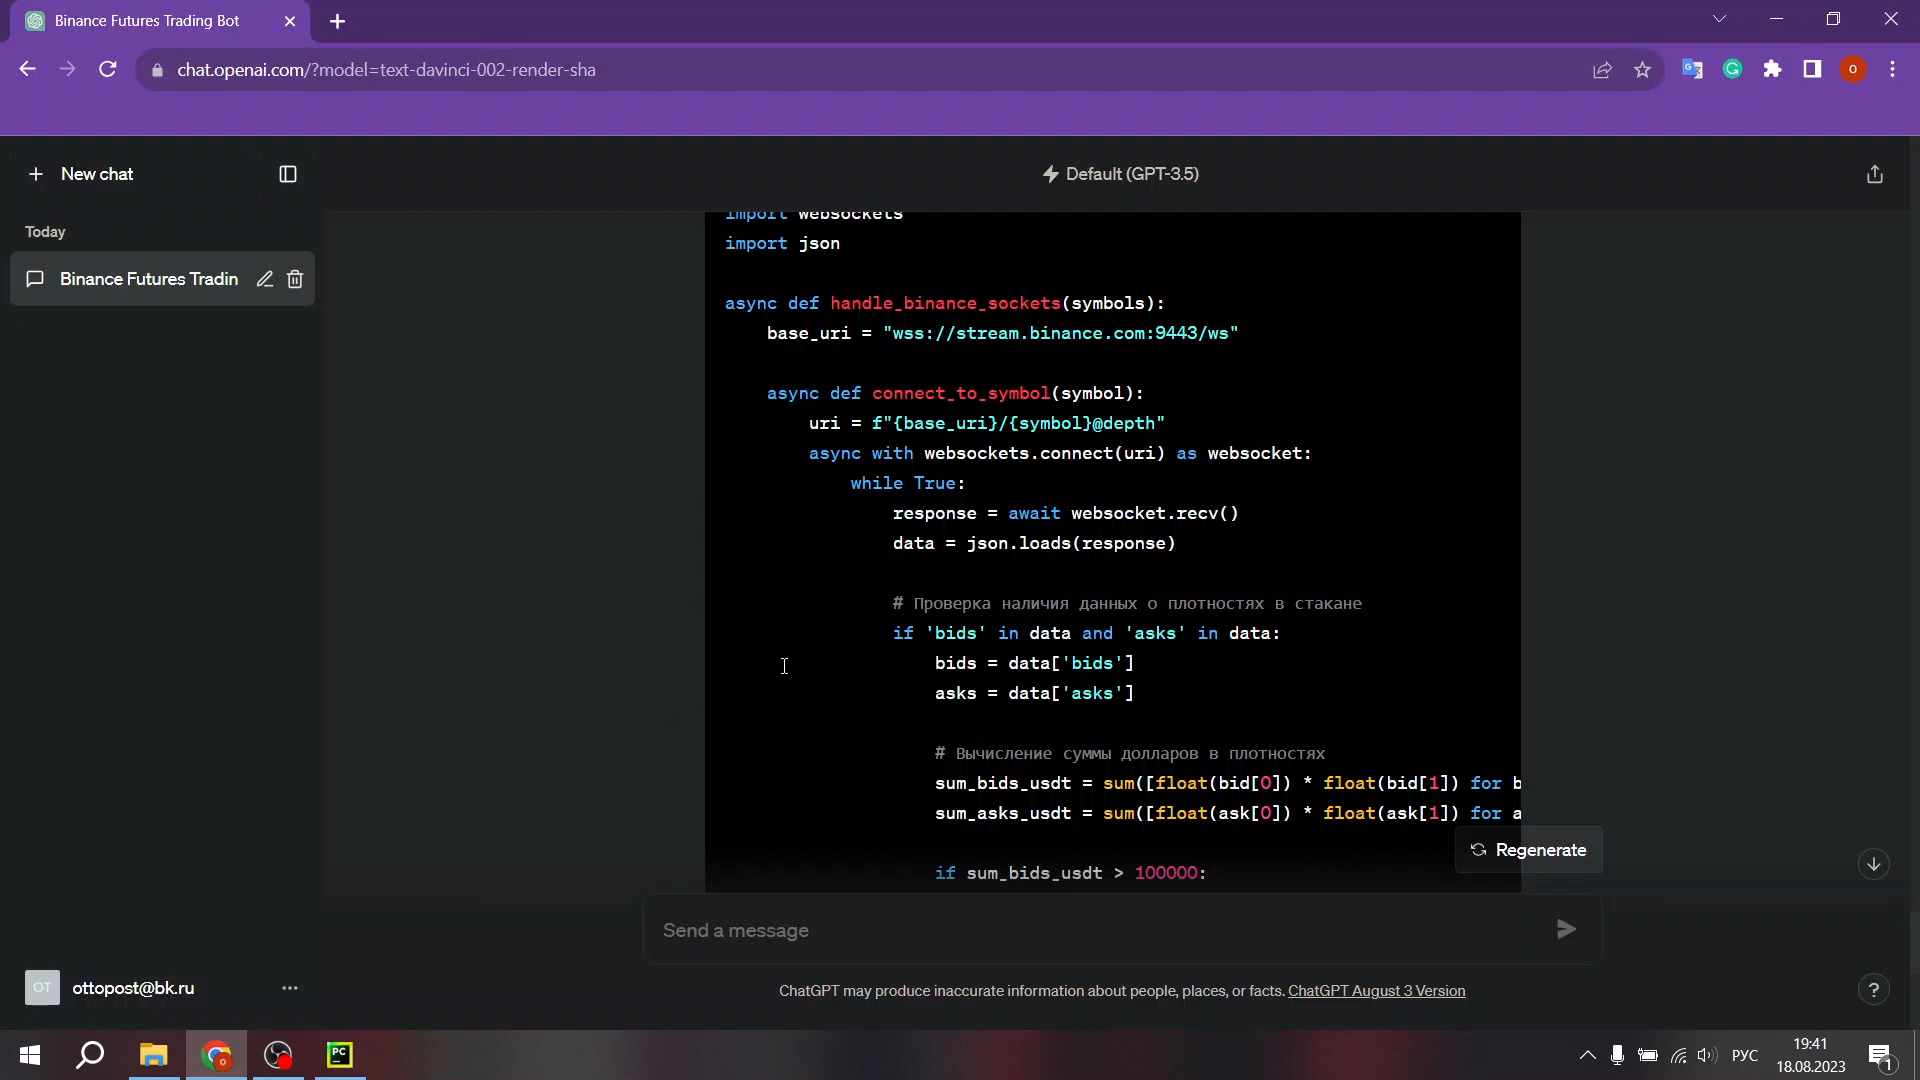 Binance Futures Trading Bot
chat.openai.com/?model=text-davinci-002-render-sha
New chat
Default (GPT-3.5)
Today
Binance Futures Tradin
import websockets
import json
async def handle_binance_sockets(symbols):
base_uri = "wss://stream.binance.com:9443/ws"
async def connect_to_symbol(symbol):
uri = f"{base_uri}/{symbol}@depth"
async with websockets.connect(uri) as websocket:
while True:
response = await websocket.recv()
data = json.loads(response)
# Проверка наличия данных о плотностях в стакане
if 'bids' in data and 'asks' in data:
bids = data['bids']
asks = data['asks']
# Вычисление суммы долларов в плотностях
sum_bids_usdt = sum([float(bid[0]) * float(bid[1]) for b
sum_asks_usdt = sum([float(ask[0]) * float(ask[1]) for a
Regenerate
if sum_bids_usdt > 100000:
Send a message
OT ottopost@bk.ru
ChatGPT may produce inaccurate information about people, places, or facts. ChatGPT August 3 Version
?
PC
РУС
19:41
18.08.2023
1